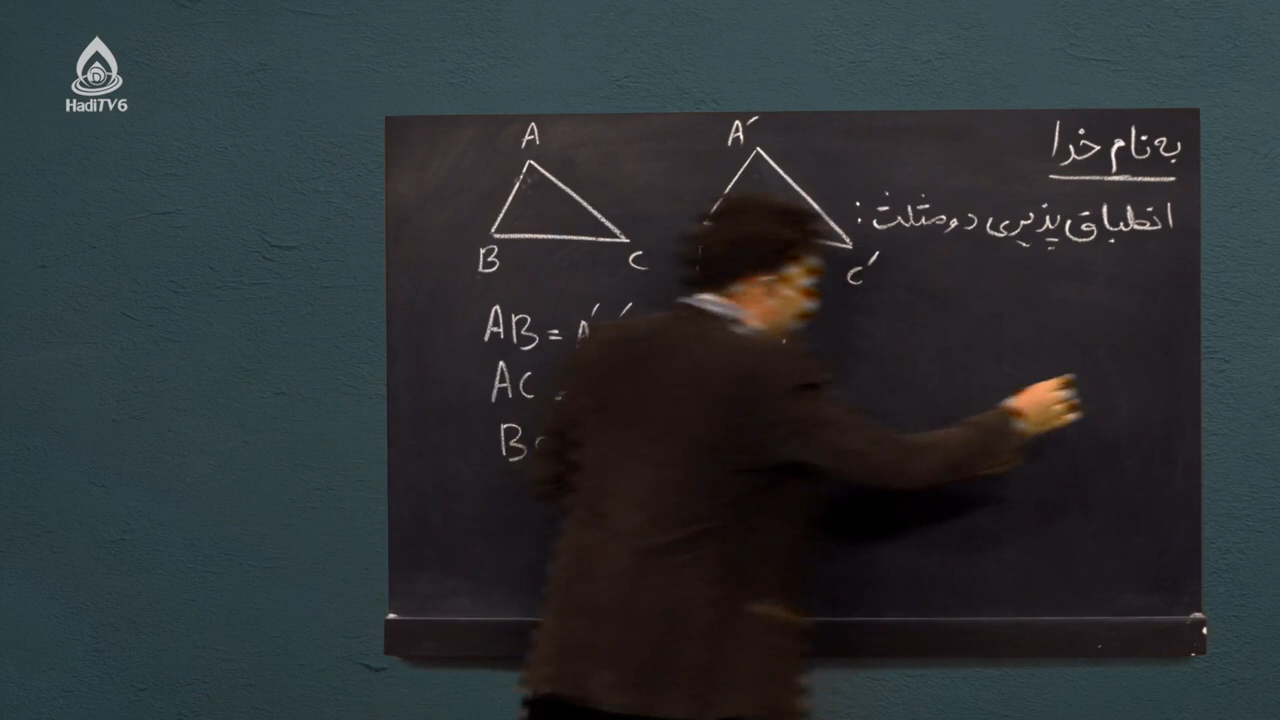 HadiTV6
به نام خدا
انطباق پذیری دو مثلث :
A
A′
B
C
C′
AB = A′ ′
AC
B